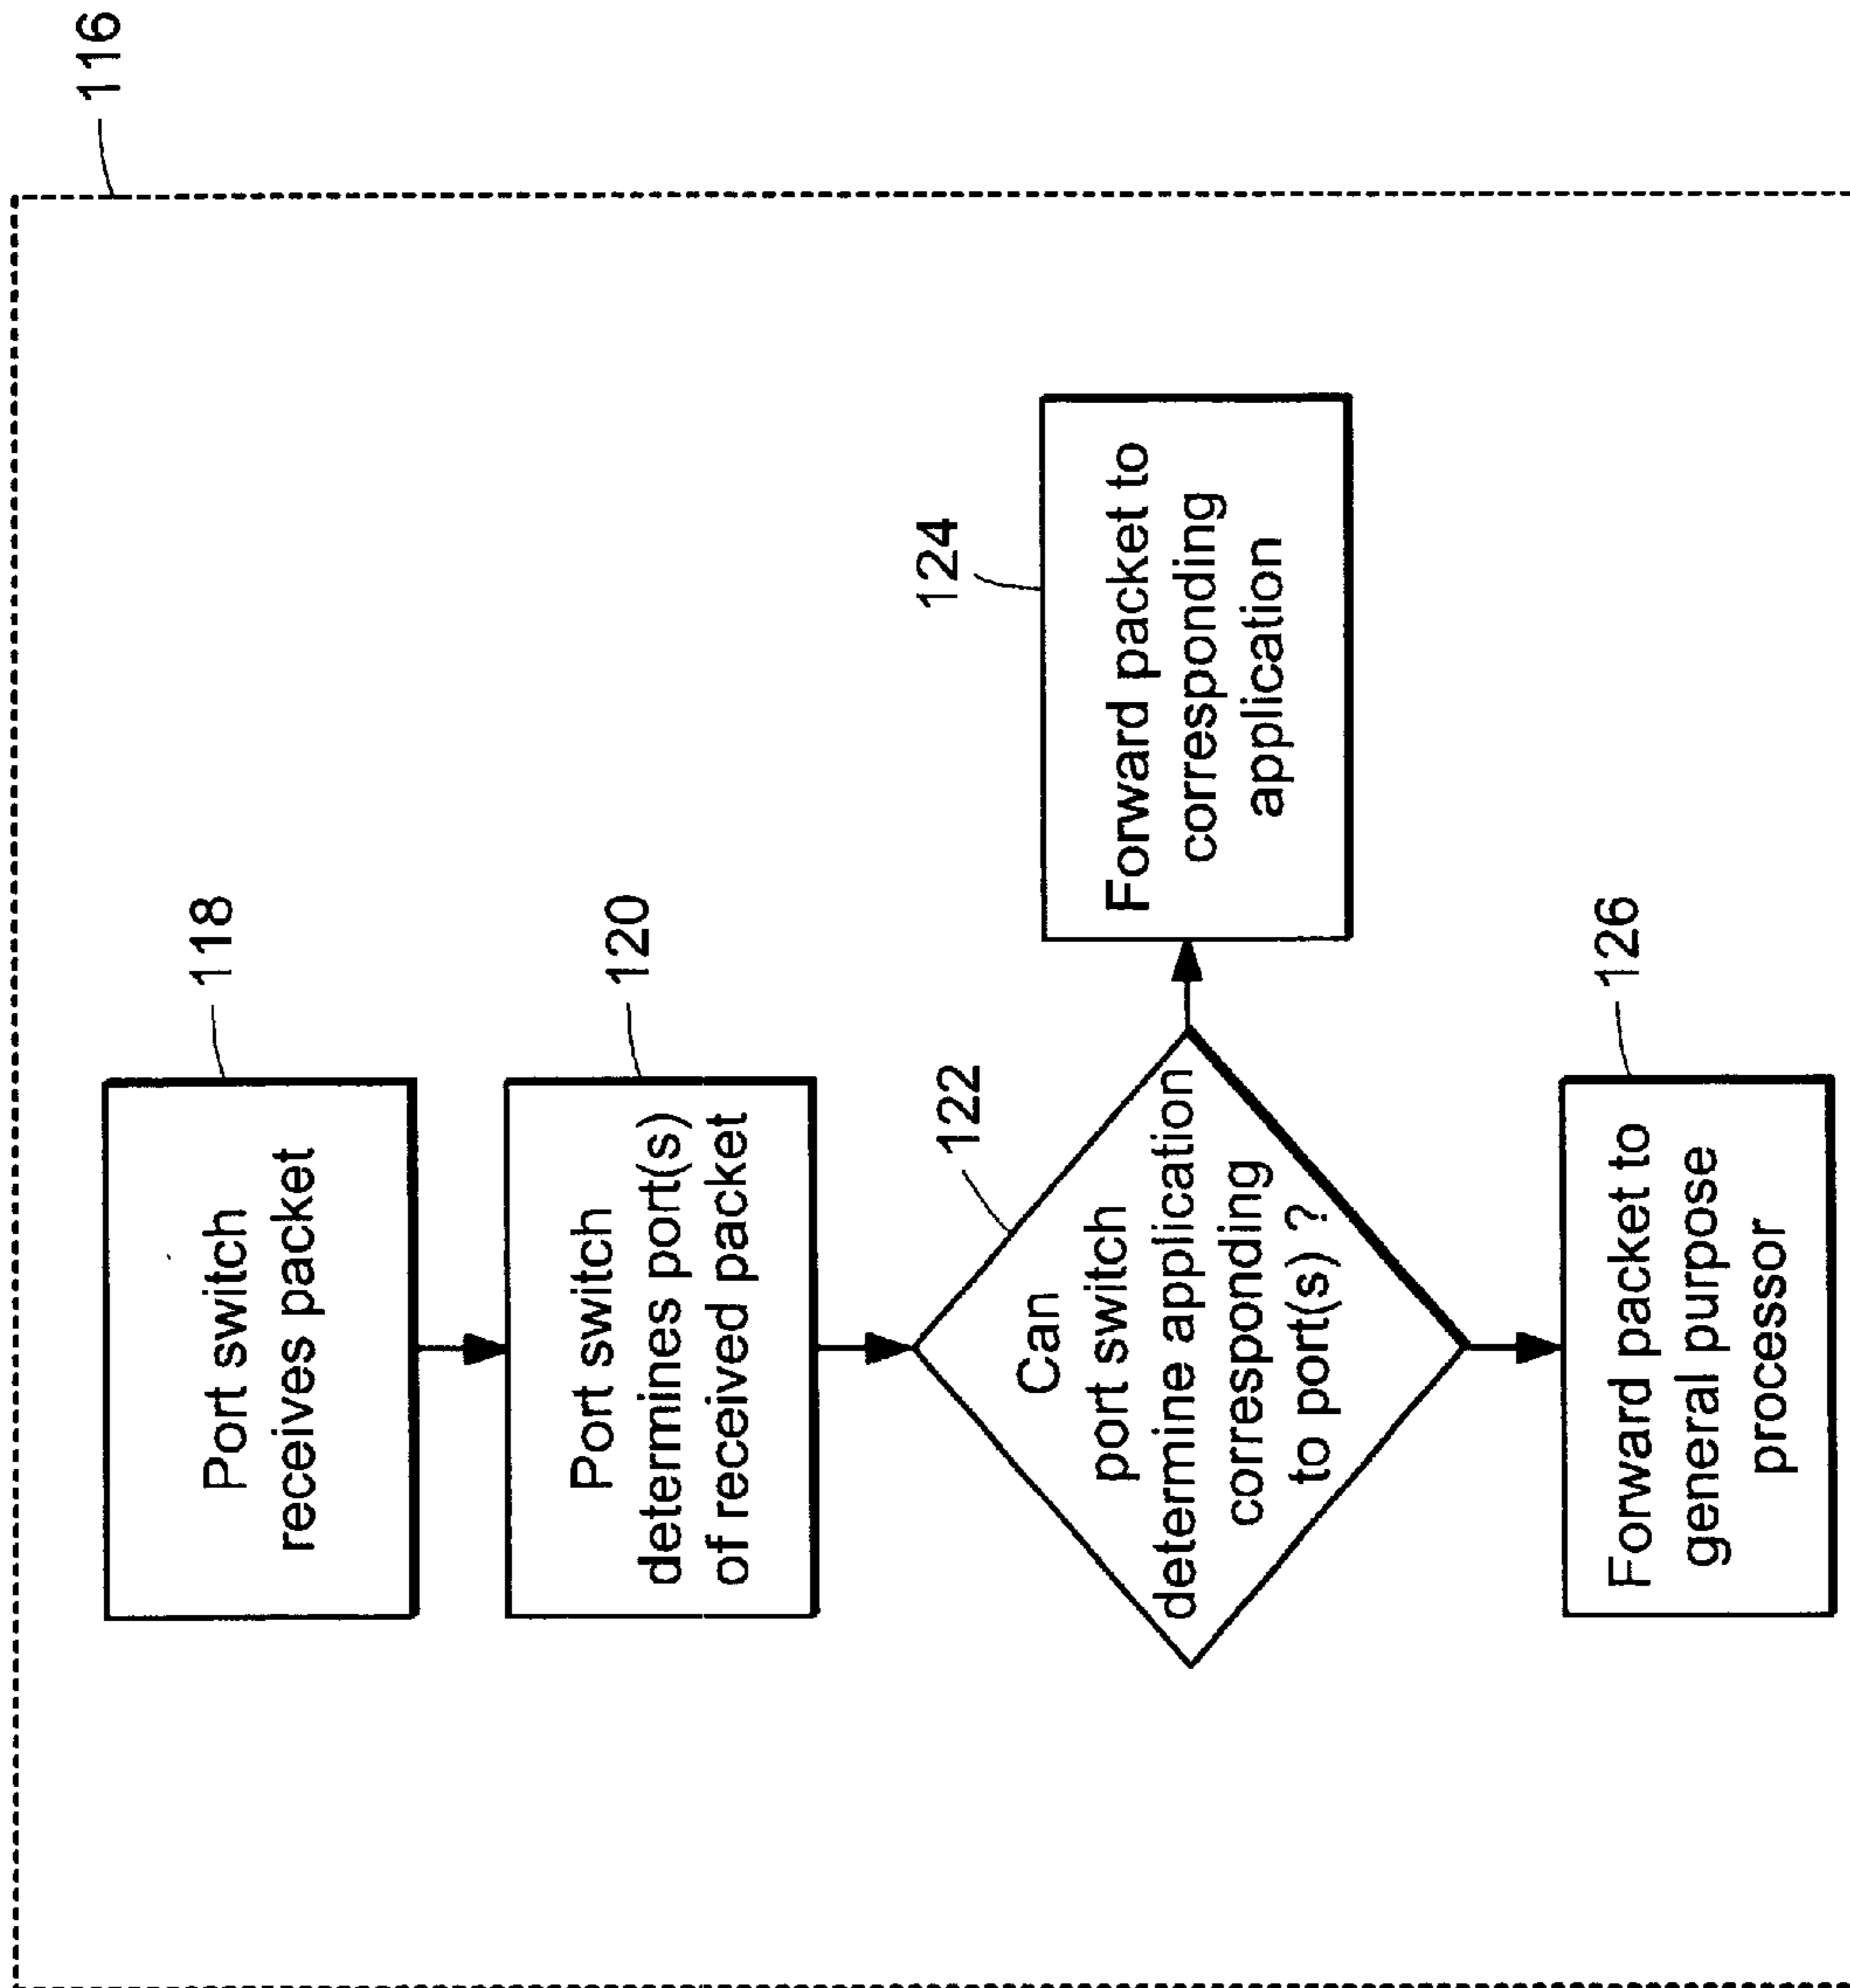 116
118
Port switch
receives packet
120
Port switch
determines port(s)
of received packet
122
Can
port switch
determine application
corresponding
to port(s) ?
124
Forward packet to
corresponding
application
126
Forward packet to
general purpose
processor